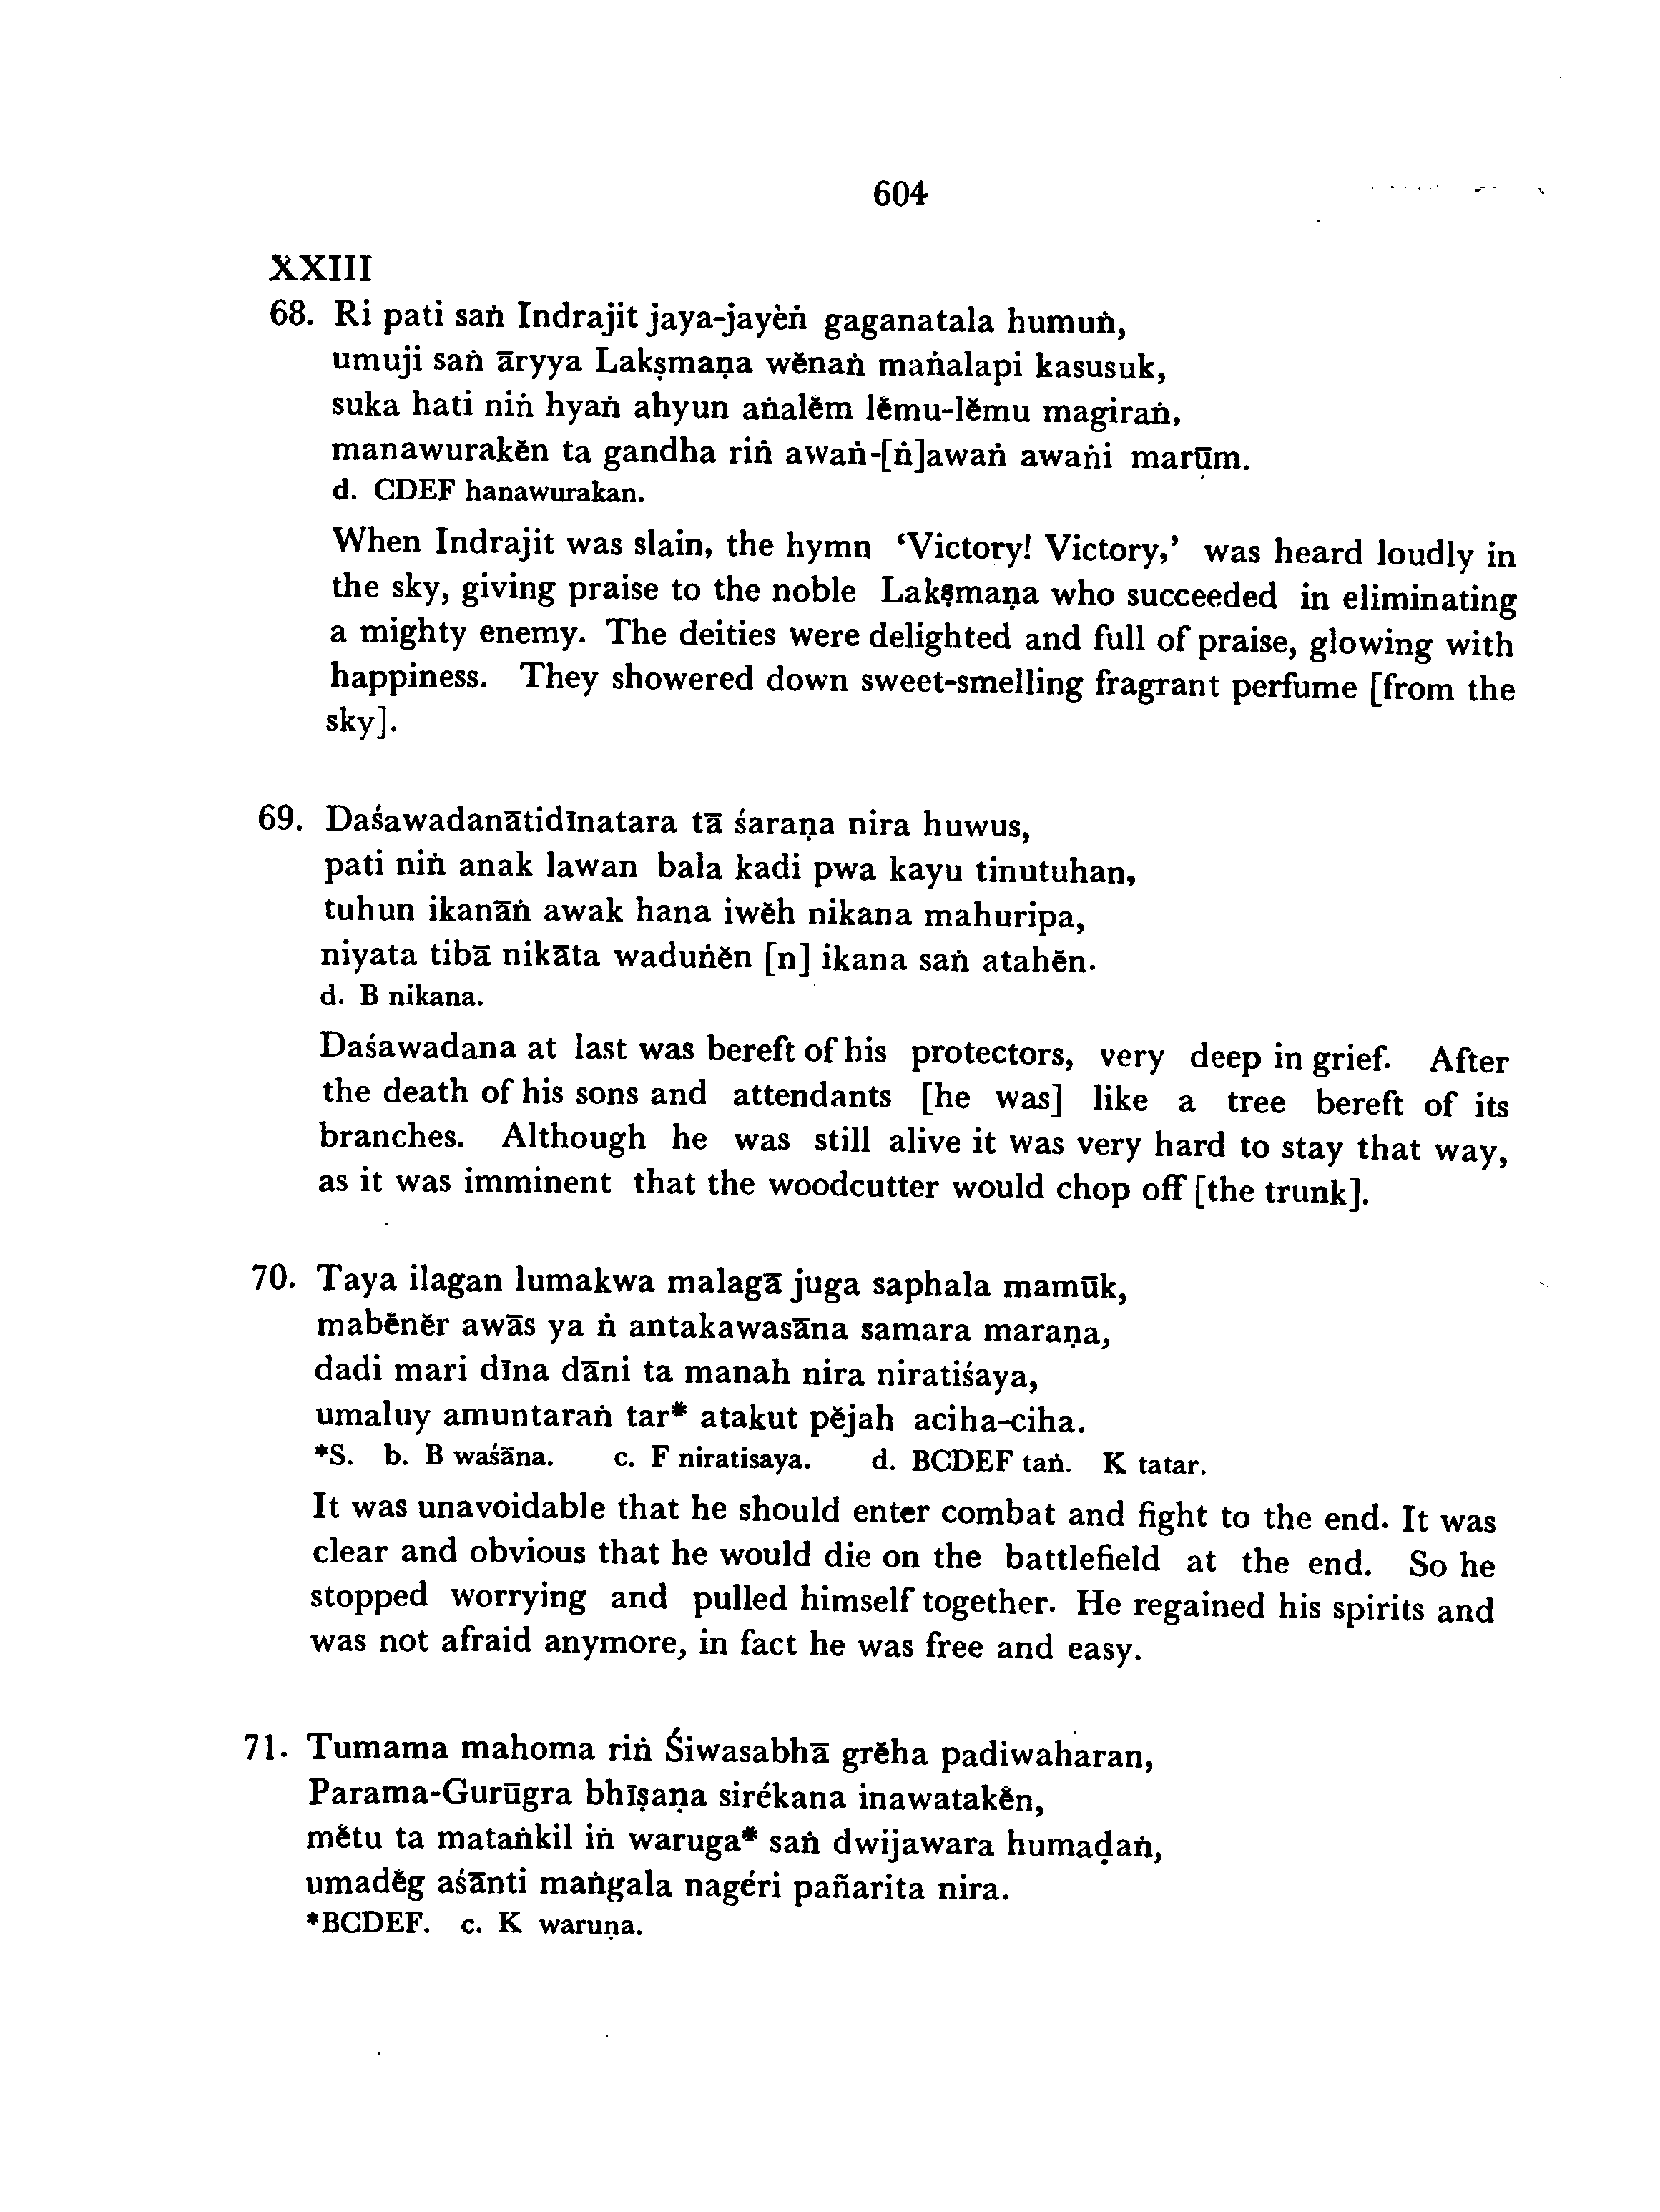 604
XXIII
68. Ri pati saṅ Indrajit jaya-jayèṅ gaganatala humuṅ,
umuji saṅ āryya Lakṣmaṇa wĕnaṅ maṅalapi kasusuk,
suka hati niṅ hyaṅ ahyun aṅalĕm lĕmu-lĕmu magiraṅ,
manawurakĕn ta gandha riṅ awaṅ-[ṅ]awaṅ awaṅi marūm.
d. CDEF hanawurakan.
When Indrajit was slain, the hymn ‘Victory! Victory,’ was heard loudly in
the sky, giving praise to the noble Lakṣmaṇa who succeeded in eliminating
a mighty enemy. The deities were delighted and full of praise, glowing with
happiness. They showered down sweet-smelling fragrant perfume [from the
sky].
69. Daśawadanātidīnatara tā śaraṇa nira huwus,
pati niṅ anak lawan bala kadi pwa kayu tinutuhan,
tuhun ikanāṅ awak hana iwĕh nikana mahuripa,
niyata tibā nikāta waduṅĕn [n] ikana saṅ atahĕn.
d. B nikana.
Daśawadana at last was bereft of his protectors, very deep in grief. After
the death of his sons and attendants [he was] like a tree bereft of its
branches. Although he was still alive it was very hard to stay that way,
as it was imminent that the woodcutter would chop off [the trunk].
70. Taya ilagan lumakwa malagā juga saphala mamūk,
mabĕnĕr awās ya ṅ antakawasāna samara maraṇa,
dadi mari dīna dāni ta manah nira niratiśaya,
umaluy amuntaraṅ tar* atakut pĕjah aciha-ciha.
*S. b. B waśāna. c. F niratisaya. d. BCDEF taṅ. K tatar.
It was unavoidable that he should enter combat and fight to the end. It was
clear and obvious that he would die on the battlefield at the end. So he
stopped worrying and pulled himself together. He regained his spirits and
was not afraid anymore, in fact he was free and easy.
71. Tumama mahoma riṅ Śiwasabhā grĕha padiwaharan,
Parama-Gurūgra bhīṣaṇa sirékana inawatakĕn,
mĕtu ta mataṅkil iṅ waruga* saṅ dwijawara humaḍaṅ,
umadĕg aśānti maṅgala nagéri pañarita nira.
*BCDEF. c. K waruṇa.